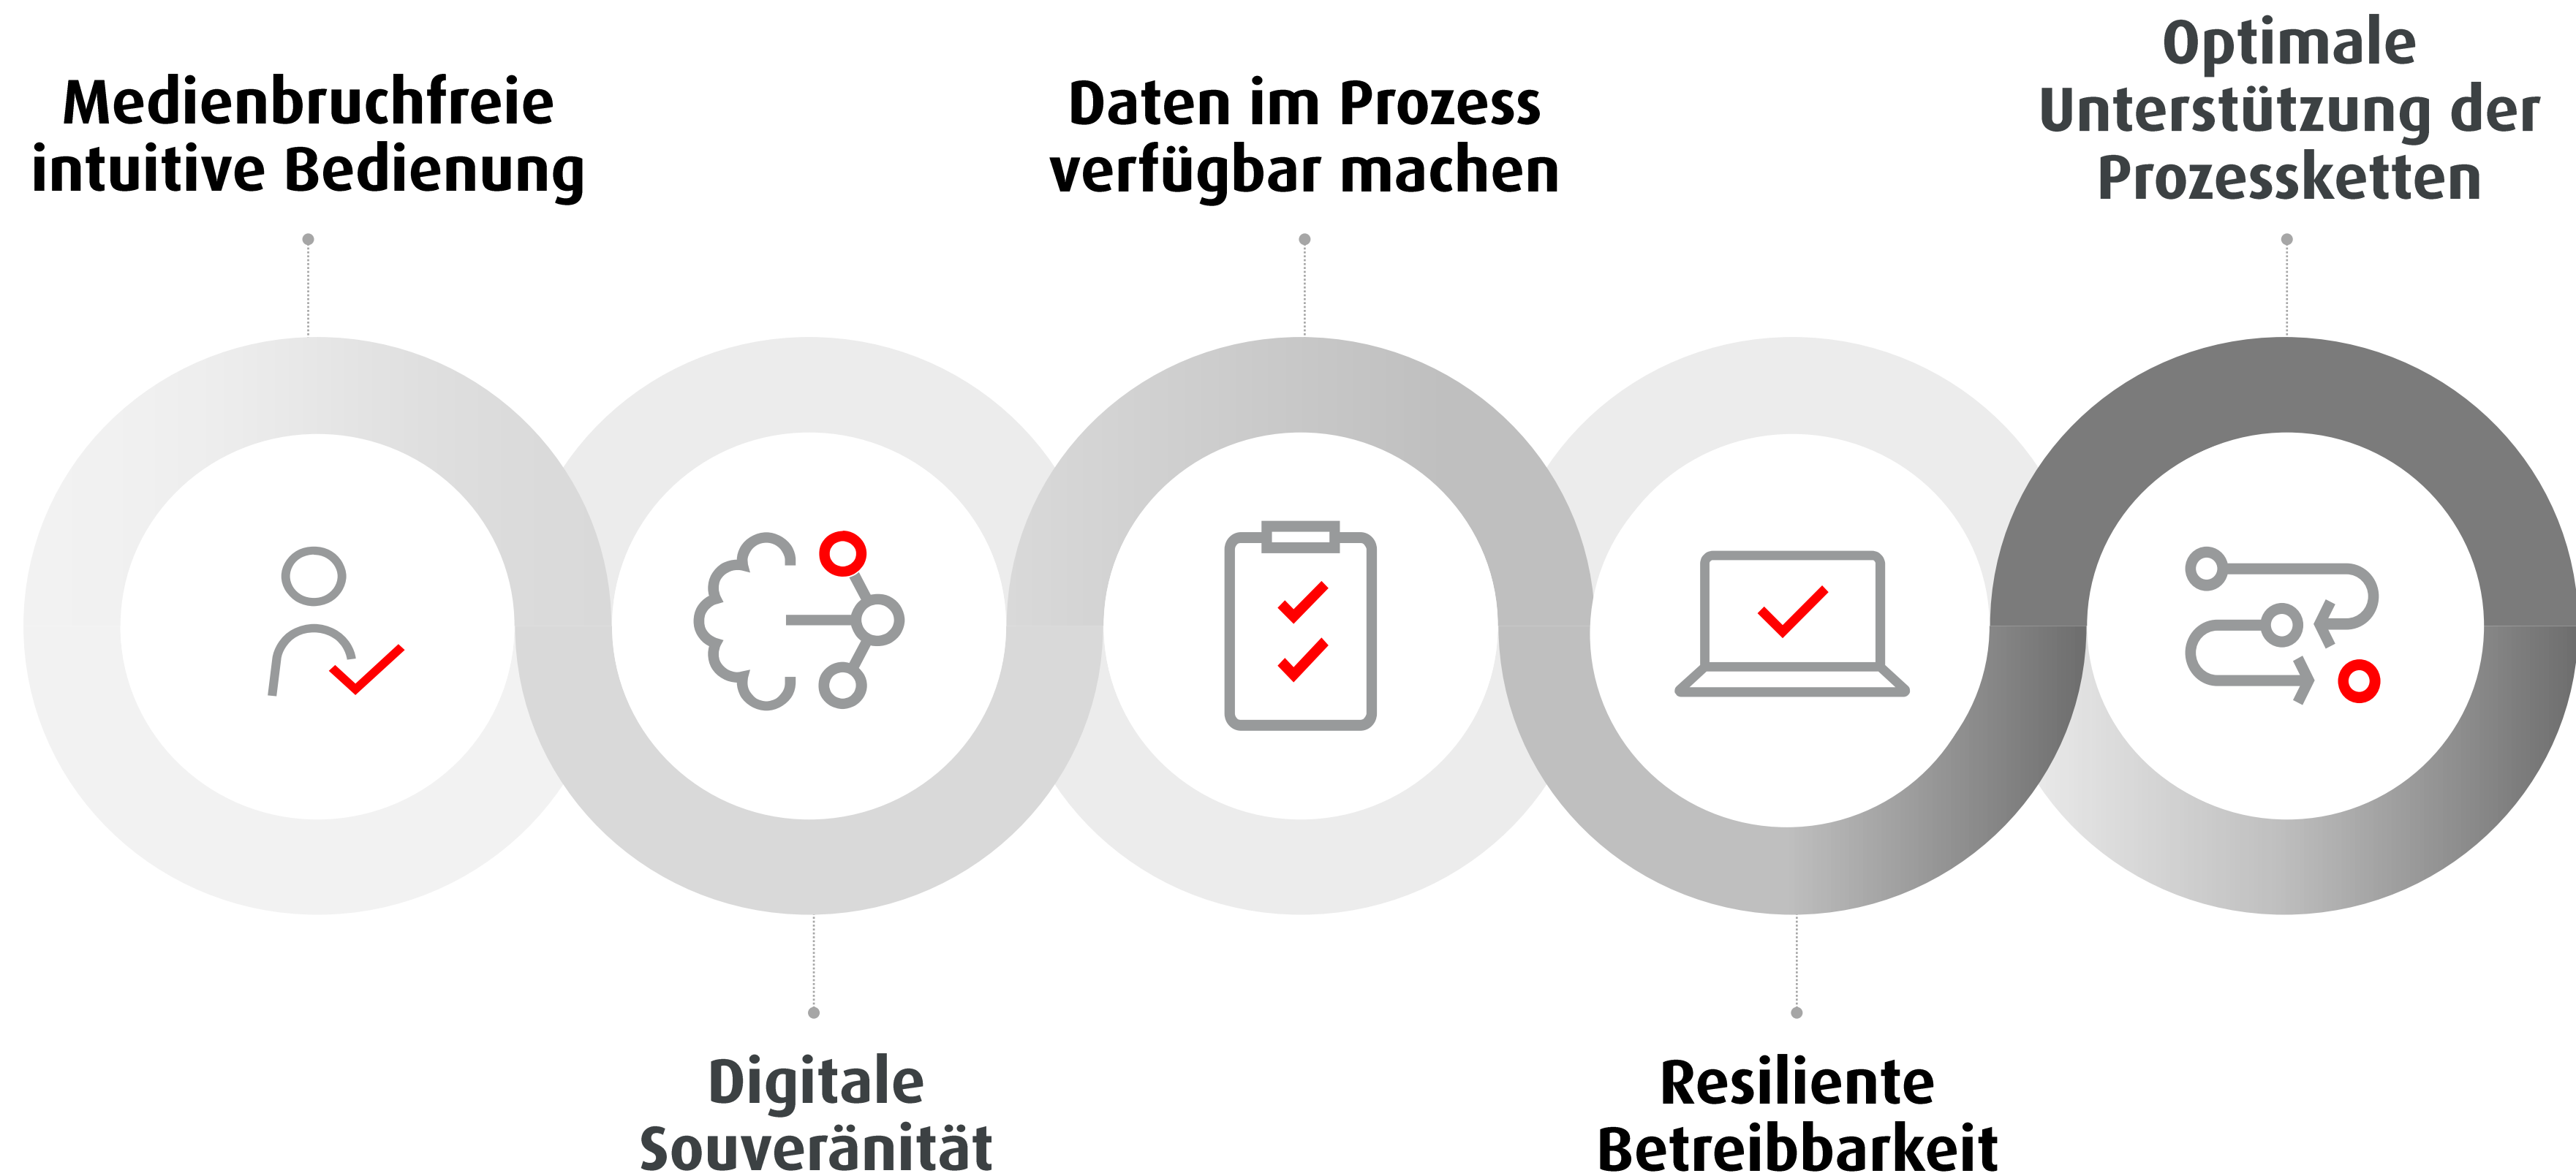 Medienbruchfreie
intuitive Bedienung
Digitale
Souveränität
Daten im Prozess
verfügbar machen
Resiliente
Betreibbarkeit
Optimale
Unterstützung der
Prozessketten